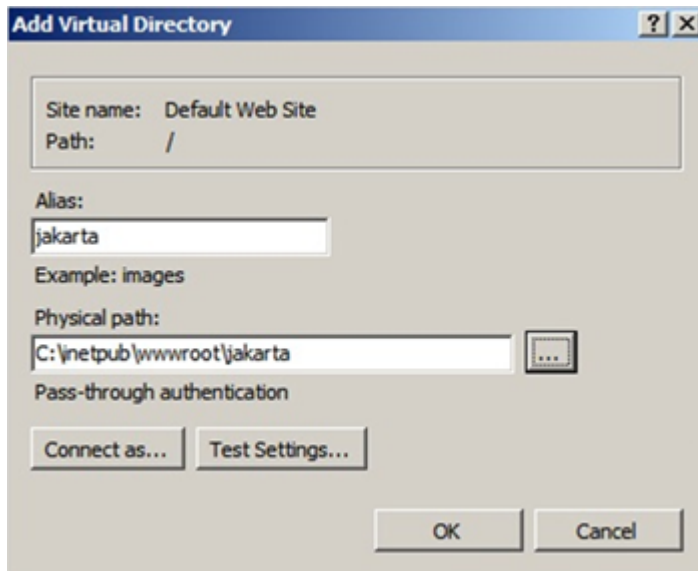 Add Virtual Directory
Site name: Default Web Site
Path: /
Alias:
jakarta
Example: images
Physical path:
C:\inetpub\wwwroot\jakarta
...
Pass-through authentication
Connect as... Test Settings...
OK Cancel